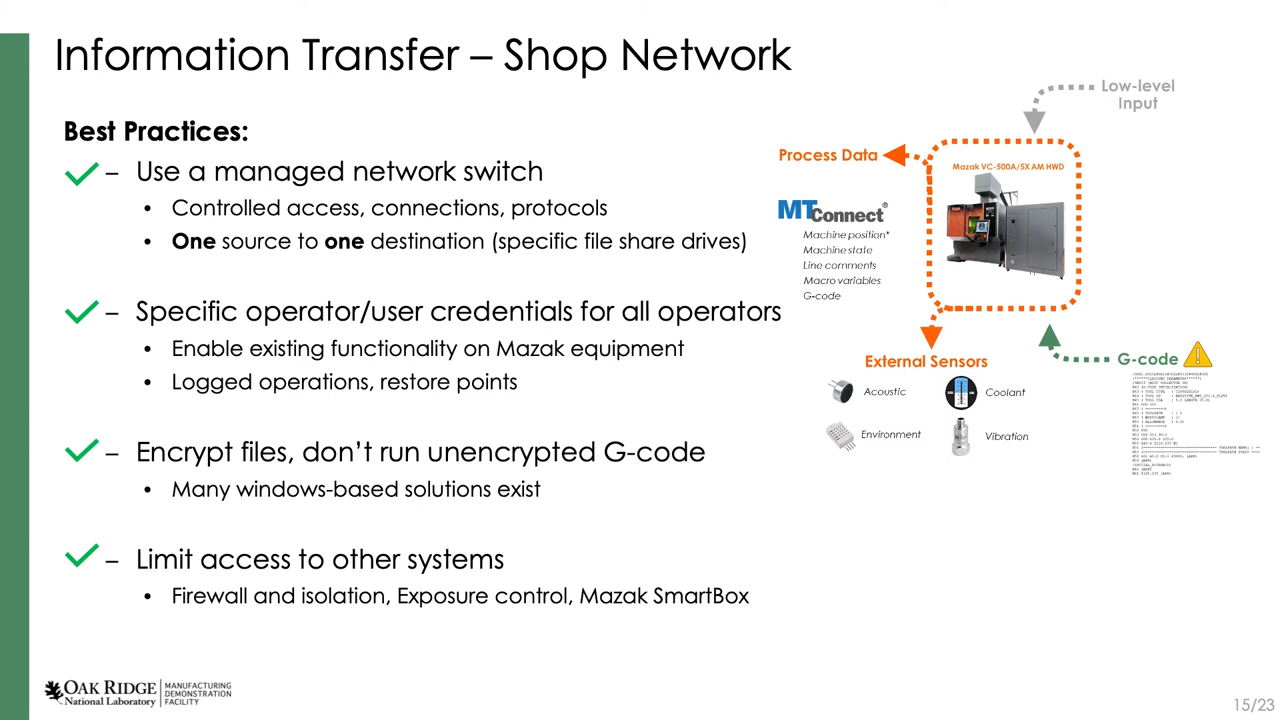 Information Transfer – Shop Network
Best Practices:
– Use a managed network switch
• Controlled access, connections, protocols
• One source to one destination (specific file share drives)
– Specific operator/user credentials for all operators
• Enable existing functionality on Mazak equipment
• Logged operations, restore points
– Encrypt files, don't run unencrypted G-code
• Many windows-based solutions exist
– Limit access to other systems
• Firewall and isolation, Exposure control, Mazak SmartBox
Low-level
Input
Process Data
Mazak VC-500A/5X AM HWD
MTConnect®
Machine position*
Machine state
Line comments
Macro variables
G-code
External Sensors
Acoustic
Coolant
Environment
Vibration
G-code
OAK RIDGE
National Laboratory
MANUFACTURING
DEMONSTRATION
FACILITY
15/23